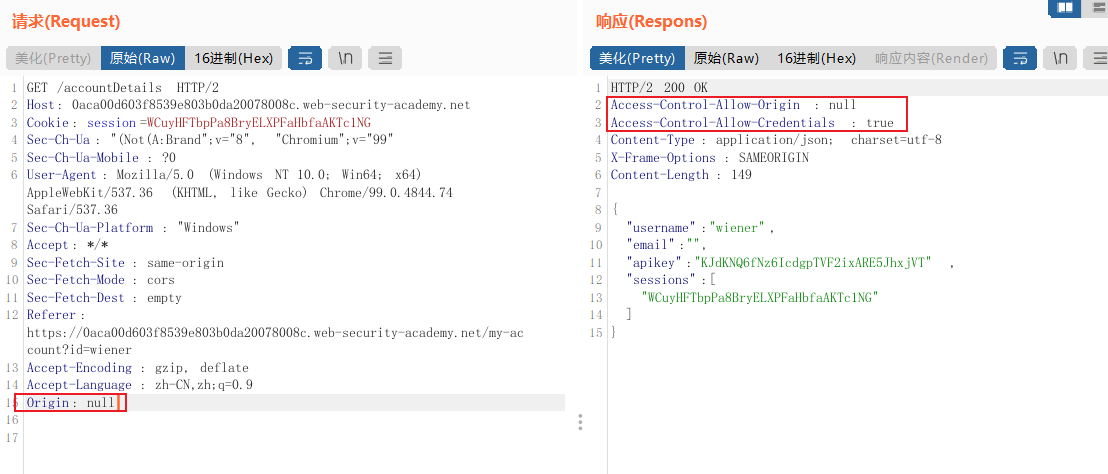 请求(Request)
美化(Pretty) 原始(Raw) 16进制(Hex) \n
1 GET /accountDetails HTTP/2
2 Host: 0aca00d603f8539e803b0da20078008c.web-security-academy.net
3 Cookie: session=WCuyHFTbpPa8BryELXPFaHbfaAKTc1NG
4 Sec-Ch-Ua: "(Not(A:Brand";v="8", "Chromium";v="99"
5 Sec-Ch-Ua-Mobile: ?0
6 User-Agent: Mozilla/5.0 (Windows NT 10.0; Win64; x64)
AppleWebKit/537.36 (KHTML, like Gecko) Chrome/99.0.4844.74
Safari/537.36
7 Sec-Ch-Ua-Platform: "Windows"
8 Accept: */*
9 Sec-Fetch-Site: same-origin
10 Sec-Fetch-Mode: cors
11 Sec-Fetch-Dest: empty
12 Referer:
https://0aca00d603f8539e803b0da20078008c.web-security-academy.net/my-ac
count?id=wiener
13 Accept-Encoding: gzip, deflate
14 Accept-Language: zh-CN,zh;q=0.9
15 Origin: null
16
17
响应(Respons)
美化(Pretty) 原始(Raw) 16进制(Hex) 响应内容(Render) \n
1 HTTP/2 200 OK
2 Access-Control-Allow-Origin: null
3 Access-Control-Allow-Credentials: true
4 Content-Type: application/json; charset=utf-8
5 X-Frame-Options: SAMEORIGIN
6 Content-Length: 149
7
8 {
9 "username":"wiener",
10 "email":"",
11 "apikey":"KJdKNQ6fNz6IcdgpTVF2ixARE5JhxjVT",
12 "sessions":[
13 "WCuyHFTbpPa8BryELXPFaHbfaAKTc1NG"
14 ]
15 }